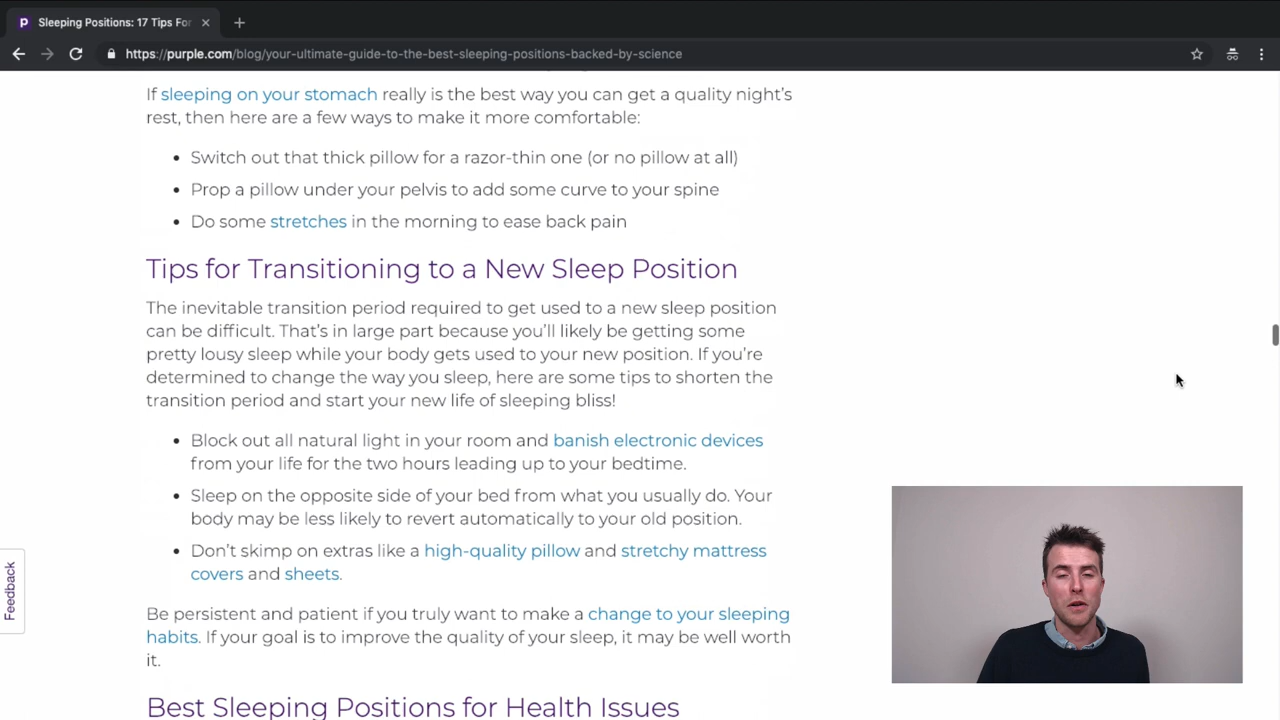 Sleeping Positions: 17 Tips For
https://purple.com/blog/your-ultimate-guide-to-the-best-sleeping-positions-backed-by-science
If sleeping on your stomach really is the best way you can get a quality night's
rest, then here are a few ways to make it more comfortable:
• Switch out that thick pillow for a razor-thin one (or no pillow at all)
• Prop a pillow under your pelvis to add some curve to your spine
• Do some stretches in the morning to ease back pain
Tips for Transitioning to a New Sleep Position
The inevitable transition period required to get used to a new sleep position
can be difficult. That's in large part because you'll likely be getting some
pretty lousy sleep while your body gets used to your new position. If you're
determined to change the way you sleep, here are some tips to shorten the
transition period and start your new life of sleeping bliss!
• Block out all natural light in your room and banish electronic devices
from your life for the two hours leading up to your bedtime.
• Sleep on the opposite side of your bed from what you usually do. Your
body may be less likely to revert automatically to your old position.
• Don't skimp on extras like a high-quality pillow and stretchy mattress
covers and sheets.
Feedback
Be persistent and patient if you truly want to make a change to your sleeping
habits. If your goal is to improve the quality of your sleep, it may be well worth
it.
Best Sleeping Positions for Health Issues